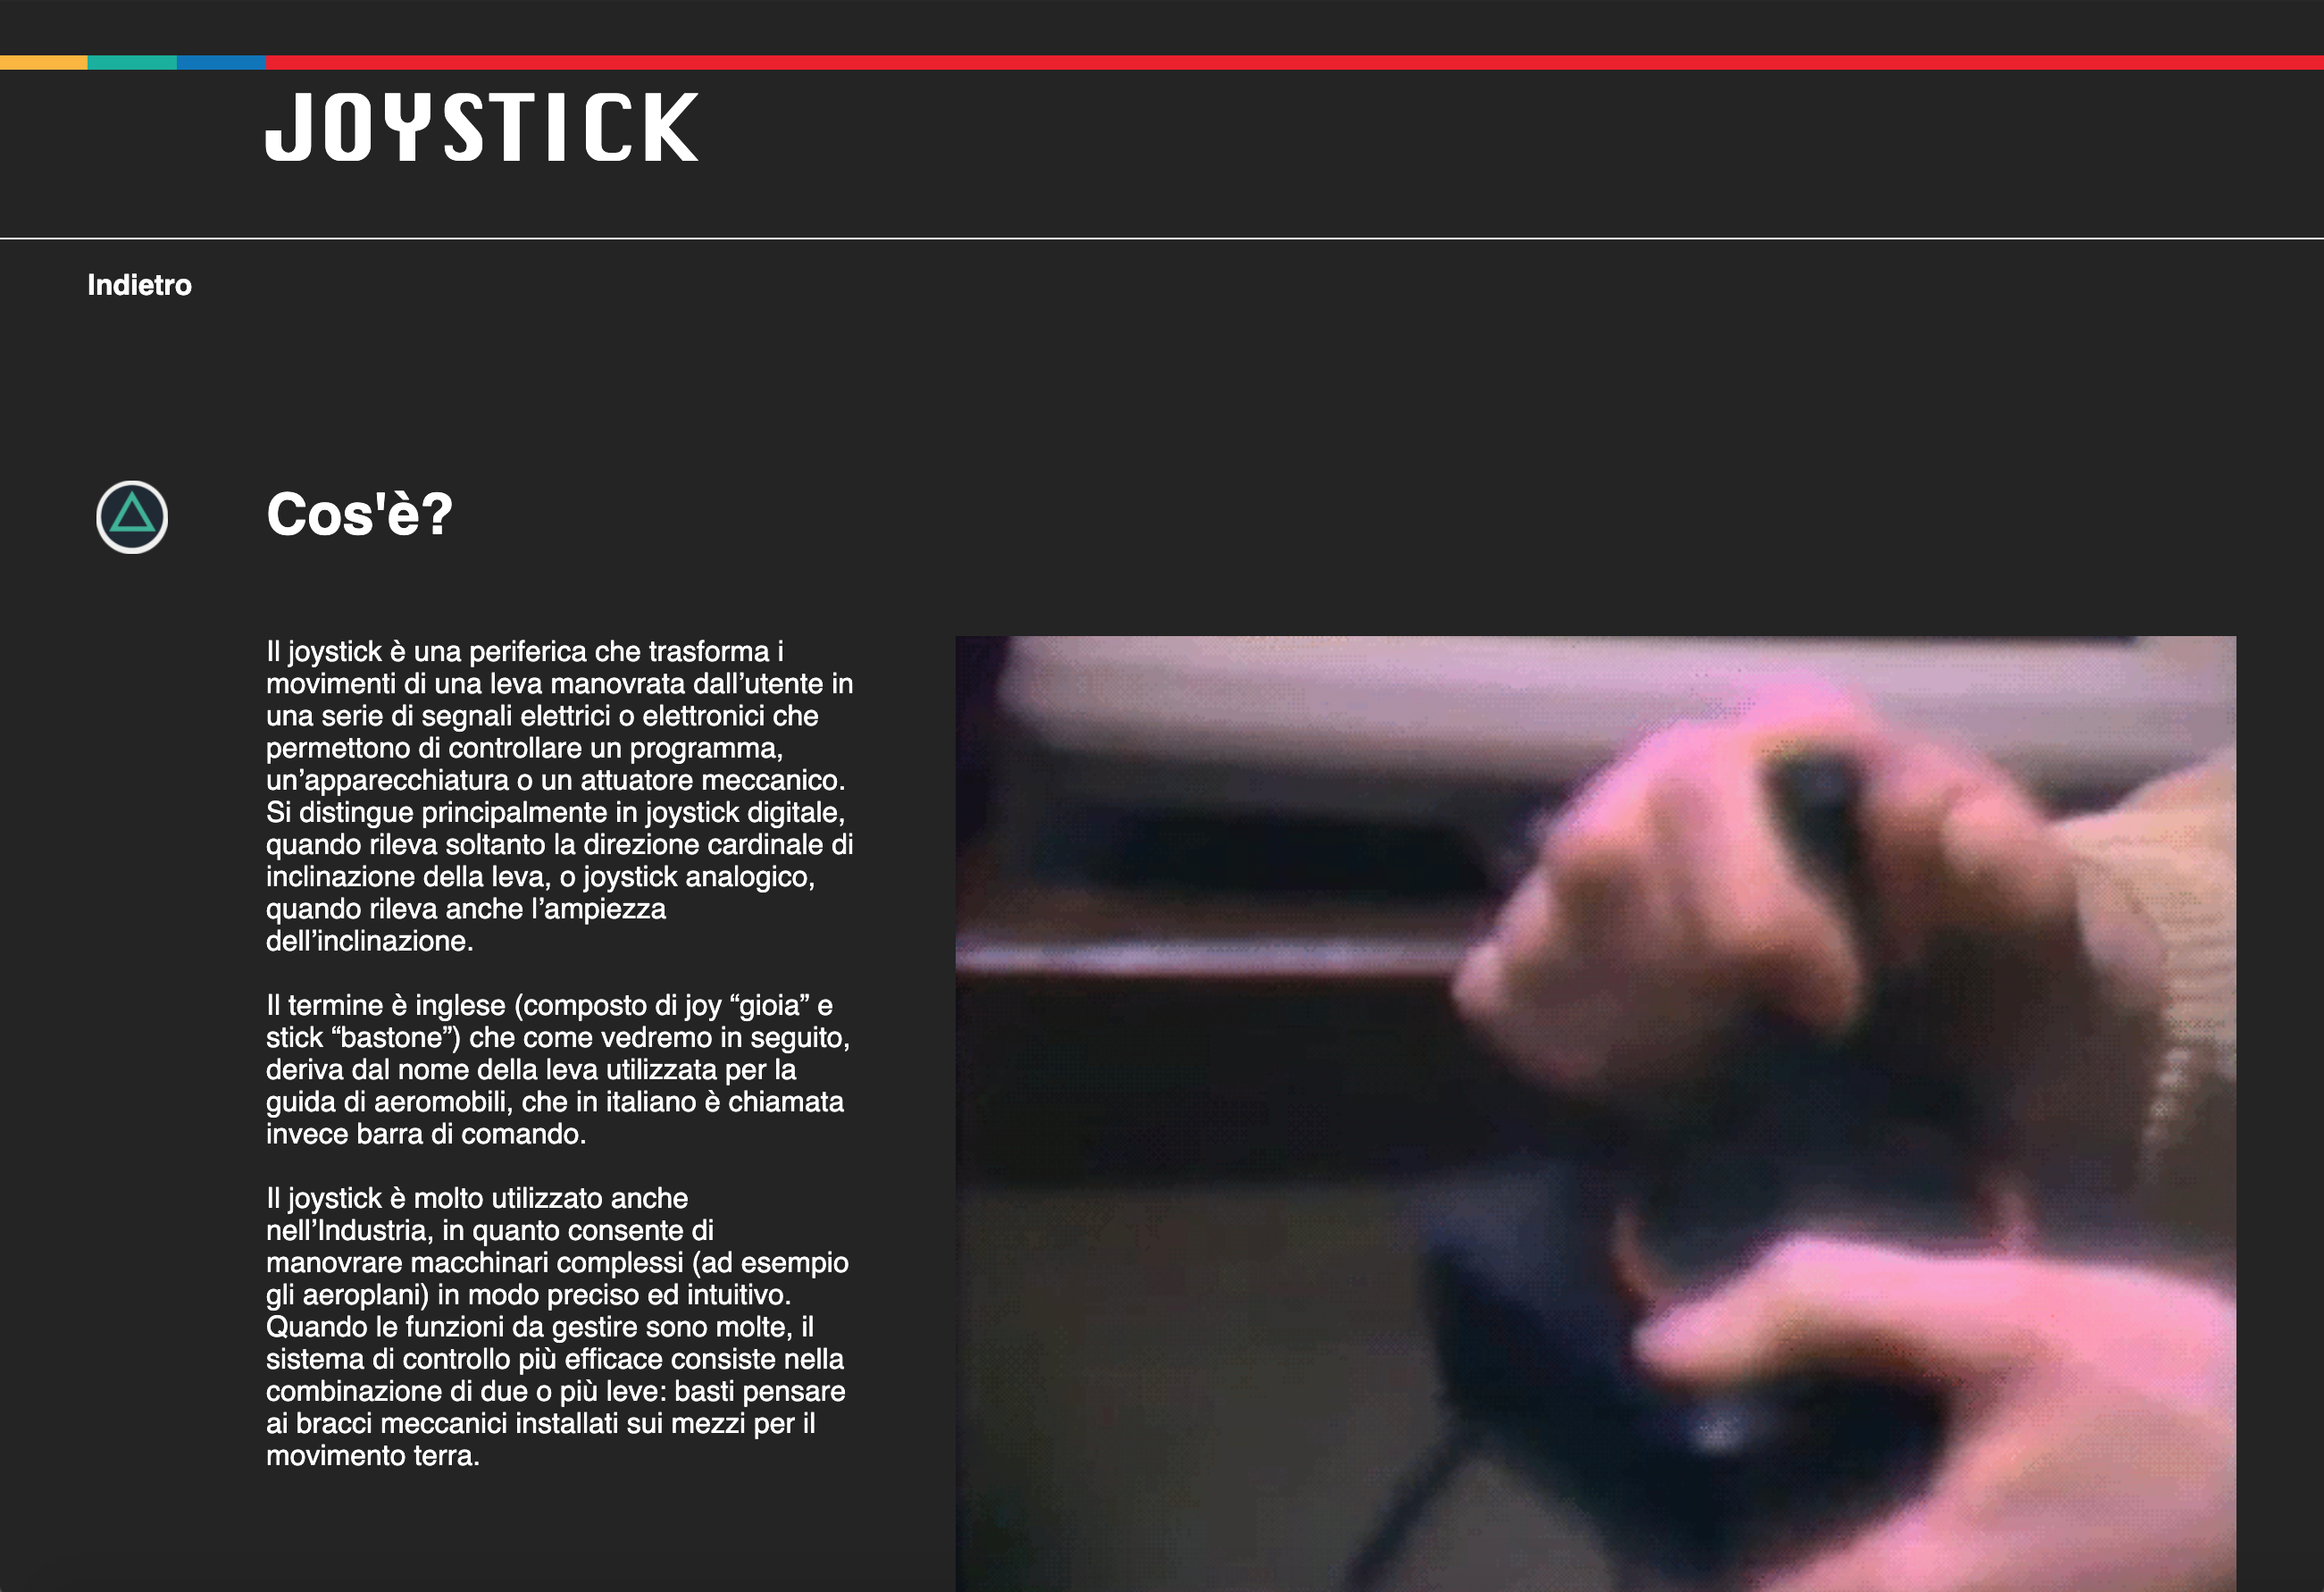 JOYSTICK
Indietro
Cos'è?
Il joystick è una periferica che trasforma i
movimenti di una leva manovrata dall’utente in
una serie di segnali elettrici o elettronici che
permettono di controllare un programma,
un’apparecchiatura o un attuatore meccanico.
Si distingue principalmente in joystick digitale,
quando rileva soltanto la direzione cardinale di
inclinazione della leva, o joystick analogico,
quando rileva anche l’ampiezza
dell’inclinazione.
Il termine è inglese (composto di joy “gioia” e
stick “bastone”) che come vedremo in seguito,
deriva dal nome della leva utilizzata per la
guida di aeromobili, che in italiano è chiamata
invece barra di comando.
Il joystick è molto utilizzato anche
nell’Industria, in quanto consente di
manovrare macchinari complessi (ad esempio
gli aeroplani) in modo preciso ed intuitivo.
Quando le funzioni da gestire sono molte, il
sistema di controllo più efficace consiste nella
combinazione di due o più leve: basti pensare
ai bracci meccanici installati sui mezzi per il
movimento terra.